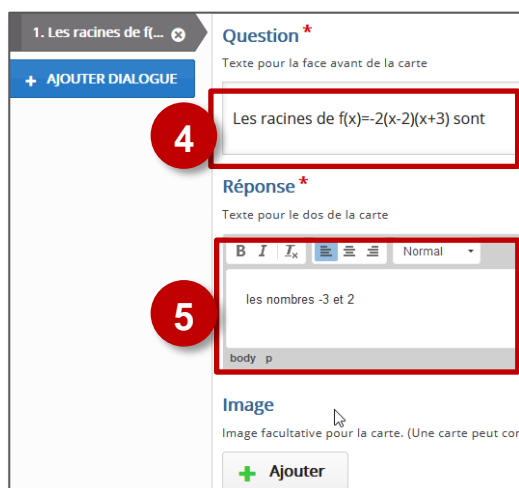 1. Les racines de f(...
+ AJOUTER DIALOGUE
Question *
Texte pour la face avant de la carte
4
Les racines de f(x)=-2(x-2)(x+3) sont
Réponse *
Texte pour le dos de la carte
B I Ix Normal
5
les nombres -3 et 2
body p
Image
Image facultative pour la carte. (Une carte peut cor
+ Ajouter